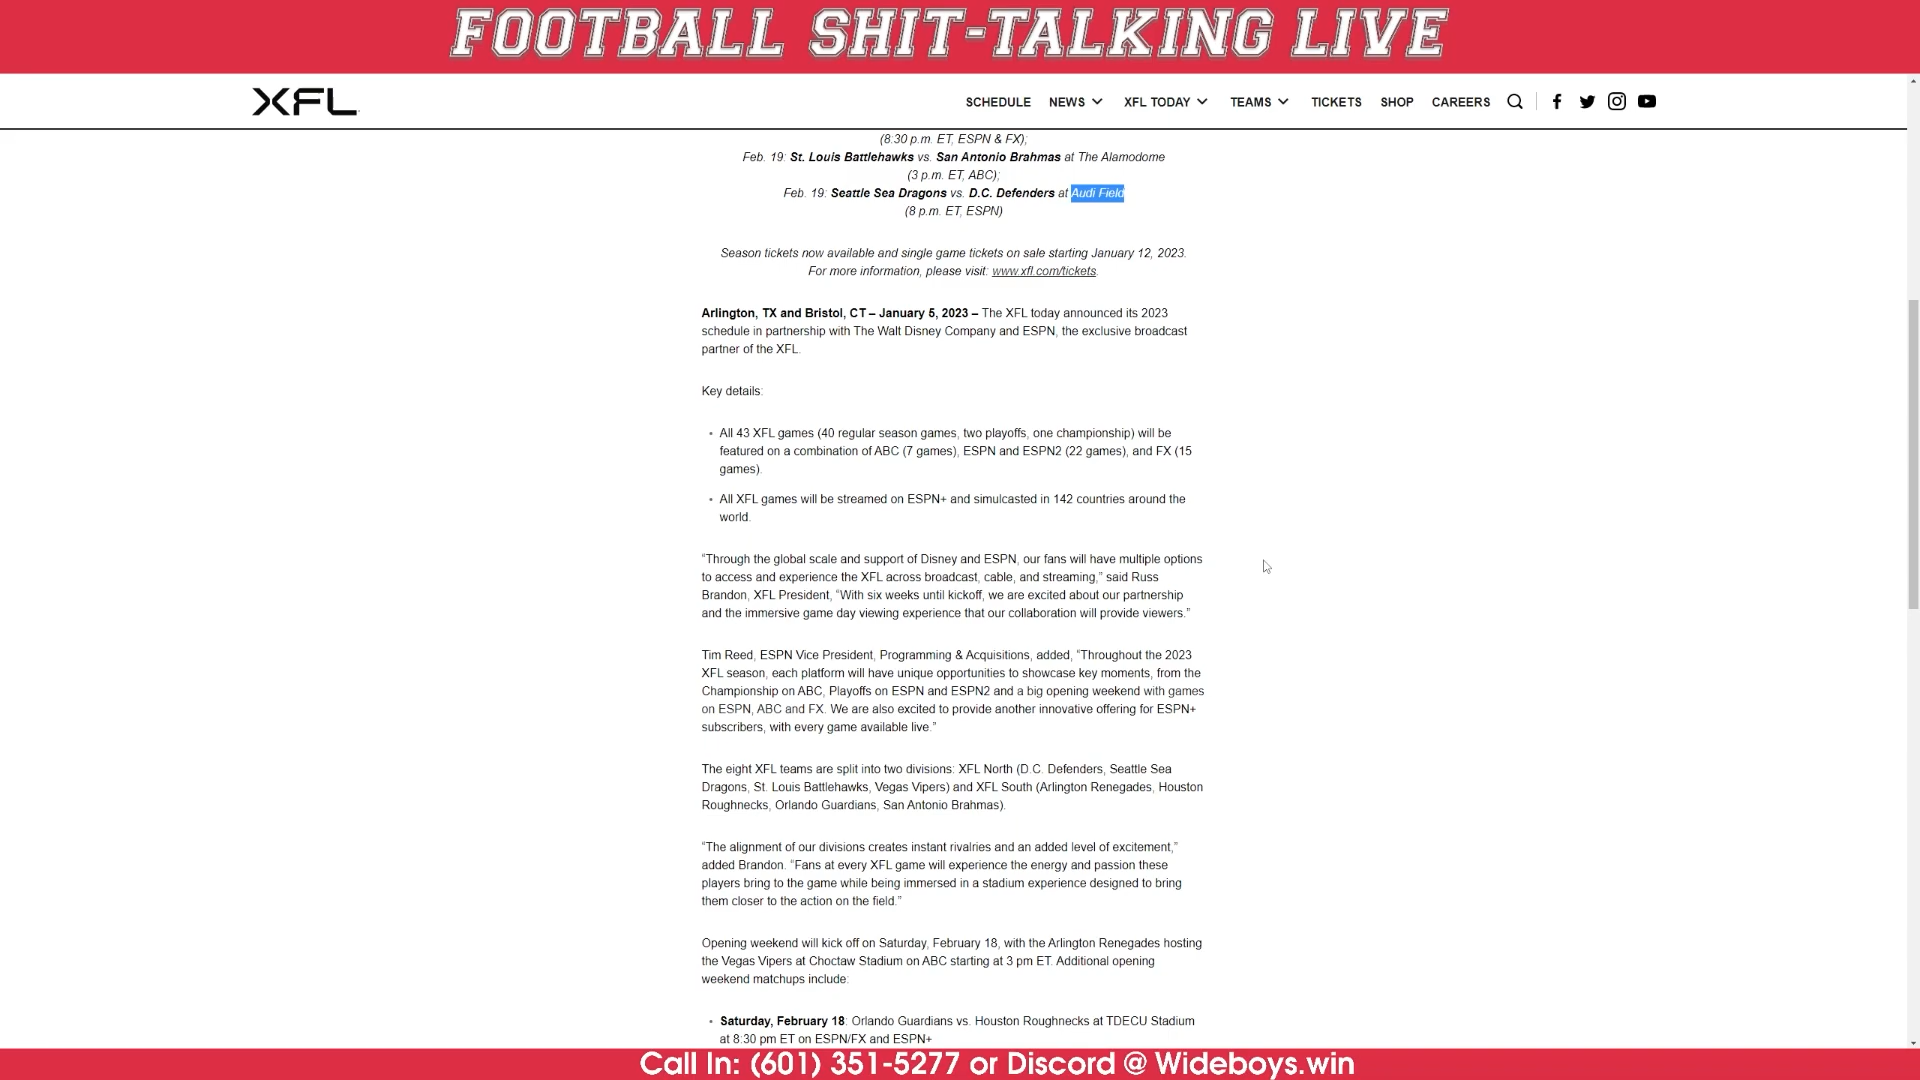 FOOTBALL SHIT-TALKING LIVE
XFL
SCHEDULE NEWS XFL TODAY TEAMS TICKETS SHOP CAREERS
(8:30 p.m. ET, ESPN & FX);
Feb. 19: St. Louis Battlehawks vs. San Antonio Brahmas at The Alamodome
(3 p.m. ET, ABC);
Feb. 19: Seattle Sea Dragons vs. D.C. Defenders at Audi Field
(8 p.m. ET, ESPN)
Season tickets now available and single game tickets on sale starting January 12, 2023.
For more information, please visit: www.xfl.com/tickets.
Arlington, TX and Bristol, CT – January 5, 2023 – The XFL today announced its 2023
schedule in partnership with The Walt Disney Company and ESPN, the exclusive broadcast
partner of the XFL.
Key details:
• All 43 XFL games (40 regular season games, two playoffs, one championship) will be
featured on a combination of ABC (7 games), ESPN and ESPN2 (22 games), and FX (15
games).
• All XFL games will be streamed on ESPN+ and simulcasted in 142 countries around the
world.
“Through the global scale and support of Disney and ESPN, our fans will have multiple options
to access and experience the XFL across broadcast, cable, and streaming,” said Russ
Brandon, XFL President, “With six weeks until kickoff, we are excited about our partnership
and the immersive game day viewing experience that our collaboration will provide viewers.”
Tim Reed, ESPN Vice President, Programming & Acquisitions, added, “Throughout the 2023
XFL season, each platform will have unique opportunities to showcase key moments, from the
Championship on ABC, Playoffs on ESPN and ESPN2 and a big opening weekend with games
on ESPN, ABC and FX. We are also excited to provide another innovative offering for ESPN+
subscribers, with every game available live.”
The eight XFL teams are split into two divisions: XFL North (D.C. Defenders, Seattle Sea
Dragons, St. Louis Battlehawks, Vegas Vipers) and XFL South (Arlington Renegades, Houston
Roughnecks, Orlando Guardians, San Antonio Brahmas).
“The alignment of our divisions creates instant rivalries and an added level of excitement,”
added Brandon. “Fans at every XFL game will experience the energy and passion these
players bring to the game while being immersed in a stadium experience designed to bring
them closer to the action on the field.”
Opening weekend will kick off on Saturday, February 18, with the Arlington Renegades hosting
the Vegas Vipers at Choctaw Stadium on ABC starting at 3 pm ET. Additional opening
weekend matchups include:
• Saturday, February 18: Orlando Guardians vs. Houston Roughnecks at TDECU Stadium
at 8:30 pm ET on ESPN/FX and ESPN+
Call In: (601) 351-5277 or Discord @ Wideboys.win